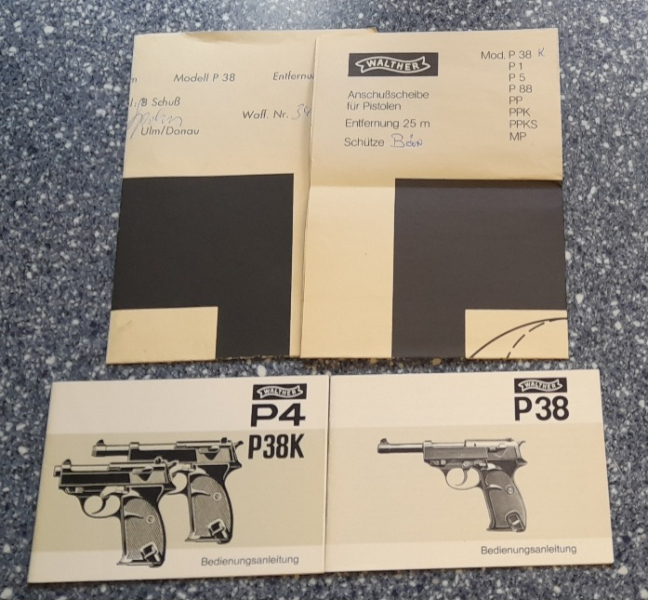 Modell P 38
1:8 Schuß
Ulm/Donau
Waff. Nr. 34
WALTHER
Mod. P 38 K
P 1
P 5
P 88
PP
PPK
PPKS
MP
Anschußscheibe
für Pistolen
Entfernung 25 m
Schütze
WALTHER
P4
P38K
Bedienungsanleitung
WALTHER
P38
Bedienungsanleitung